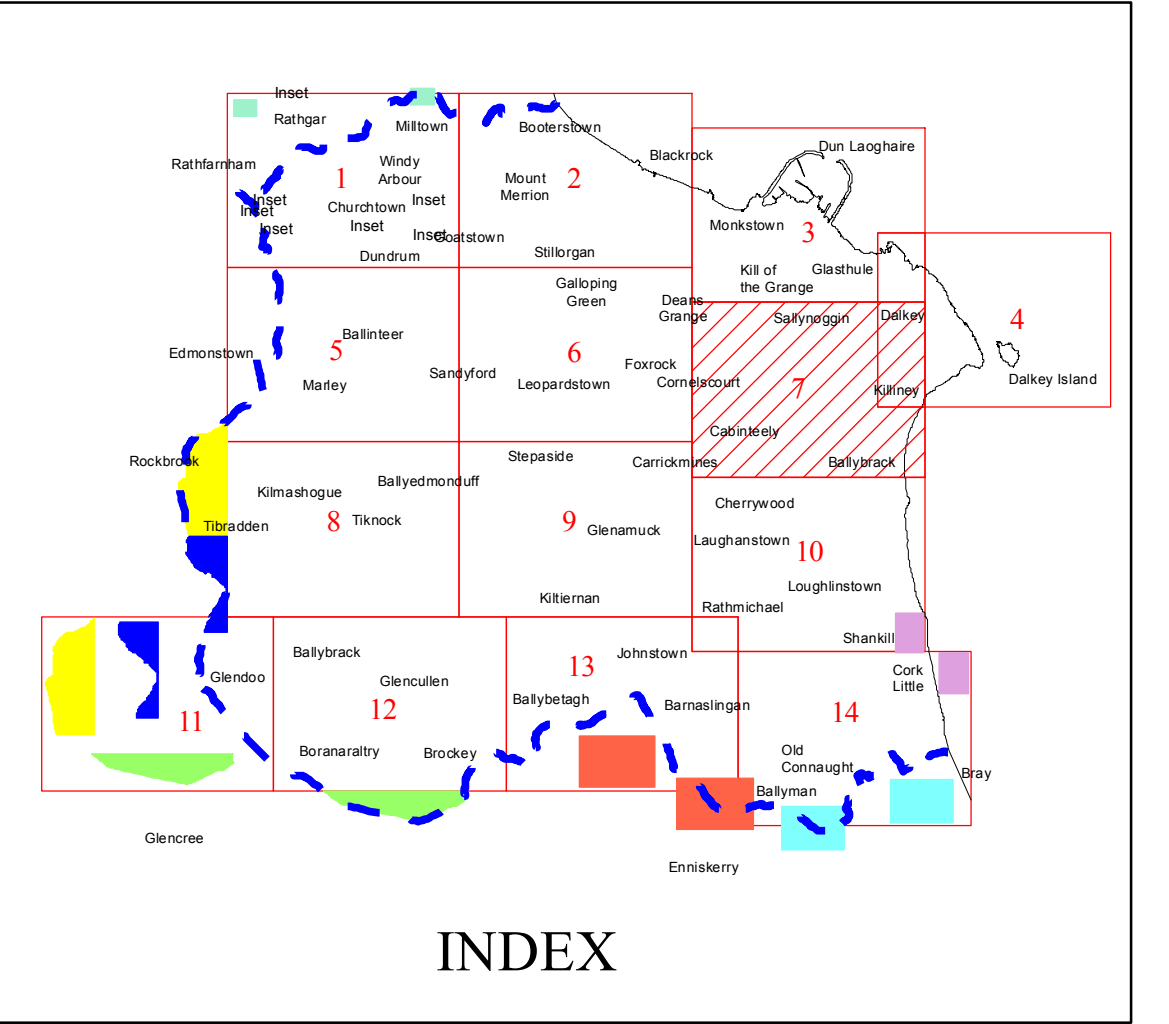 Inset
Rathgar
Milltown
Booterstown
Rathfarnham
Windy
Arbour
1
Mount
Merrion
2
Blackrock
Dun Laoghaire
Inset
Inset
Inset
Churchtown
Inset
Inset
Inset
Goatstown
Dundrum
Stillorgan
Monkstown
3
Kill of
the Grange
Glasthule
Galloping
Green
Deans
Grange
Sallynoggin
Dalkey
4
Dalkey Island
Edmonstown
5
Ballinteer
Marley
Sandyford
6
Leopardstown
Foxrock
Cornelscourt
7
Killiney
Cabinteely
Carrickmines
Ballybrack
Rockbrook
Tibradden
Kilmashogue
Ballyedmonduff
8
Tiknock
Stepaside
9
Glenamuck
Kiltiernan
Cherrywood
Laughanstown
10
Loughlinstown
Rathmichael
Shankill
Cork
Little
Glendoo
11
Ballybrack
Glencullen
12
Boranaraltry
Brockey
13
Johnstown
Ballybetagh
Barnaslingan
14
Old
Connaught
Ballyman
Bray
Glencree
Enniskerry
INDEX